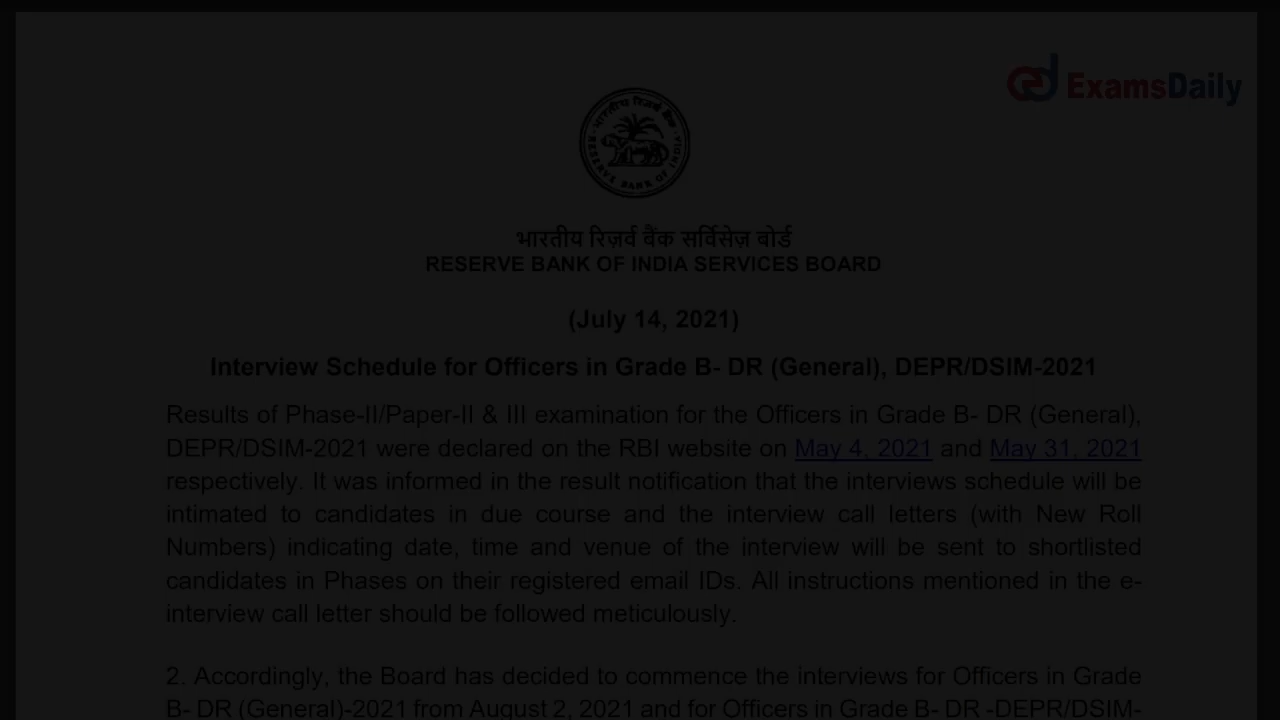 ExamsDaily
भारतीय रिज़र्व बैंक
RESERVE BANK OF INDIA
भारतीय रिज़र्व बैंक सर्विसेज़ बोर्ड
RESERVE BANK OF INDIA SERVICES BOARD
(July 14, 2021)
Interview Schedule for Officers in Grade B- DR (General), DEPR/DSIM-2021
Results of Phase-II/Paper-II & III examination for the Officers in Grade B- DR (General),
DEPR/DSIM-2021 were declared on the RBI website on May 4, 2021 and May 31, 2021
respectively. It was informed in the result notification that the interviews schedule will be
intimated to candidates in due course and the interview call letters (with New Roll
Numbers) indicating date, time and venue of the interview will be sent to shortlisted
candidates in Phases on their registered email IDs. All instructions mentioned in the e-
interview call letter should be followed meticulously.
2. Accordingly, the Board has decided to commence the interviews for Officers in Grade
B- DR (General)-2021 from August 2, 2021 and for Officers in Grade B- DR -DEPR/DSIM-